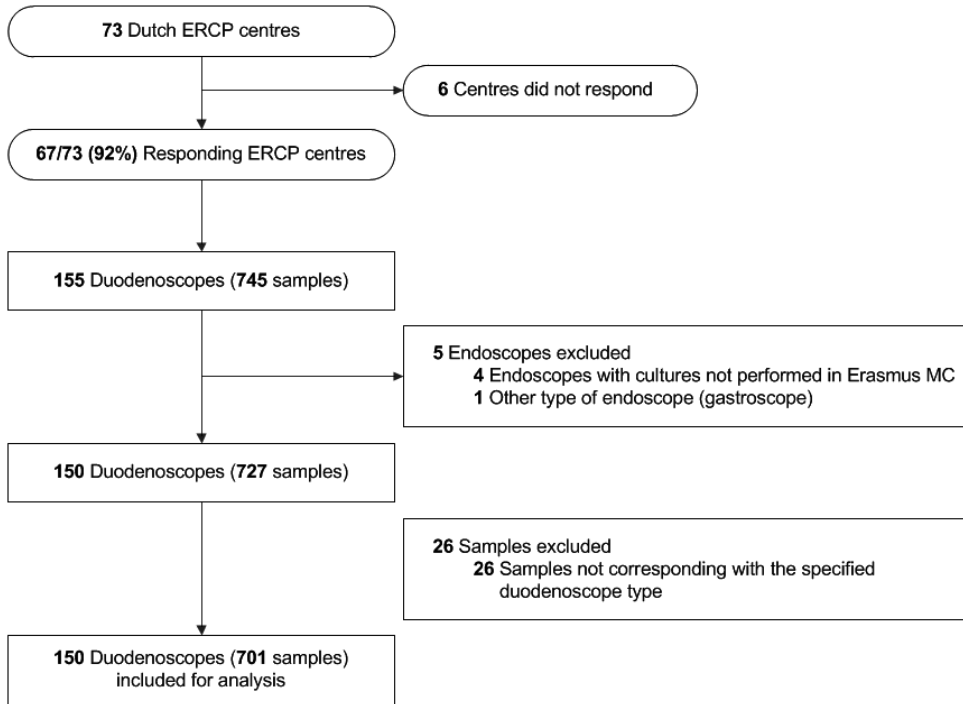 73 Dutch ERCP centres
6 Centres did not respond
67/73 (92%) Responding ERCP centres
155 Duodenoscopes (745 samples)
5 Endoscopes excluded
4 Endoscopes with cultures not performed in Erasmus MC
1 Other type of endoscope (gastroscope)
150 Duodenoscopes (727 samples)
26 Samples excluded
26 Samples not corresponding with the specified
duodenoscope type
150 Duodenoscopes (701 samples)
included for analysis